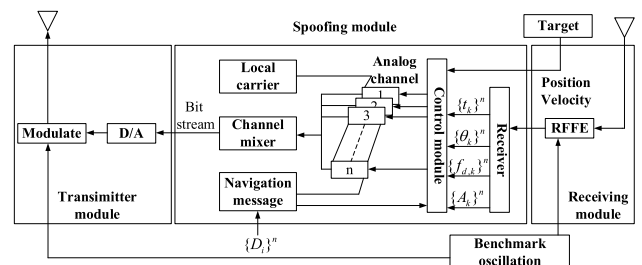 Spoofing module
Target
Local
carrier
Analog
channel
1
2
3
n
Control module
Position
Velocity
{t_k}^n
{θ_k}^n
{f_{d,k}}^n
{A_k}^n
Receiver
RFFE
Bit
stream
Modulate
D/A
Channel
mixer
Navigation
message
Transimitter
module
Receiving
module
{D_i}^n
Benchmark
oscillation